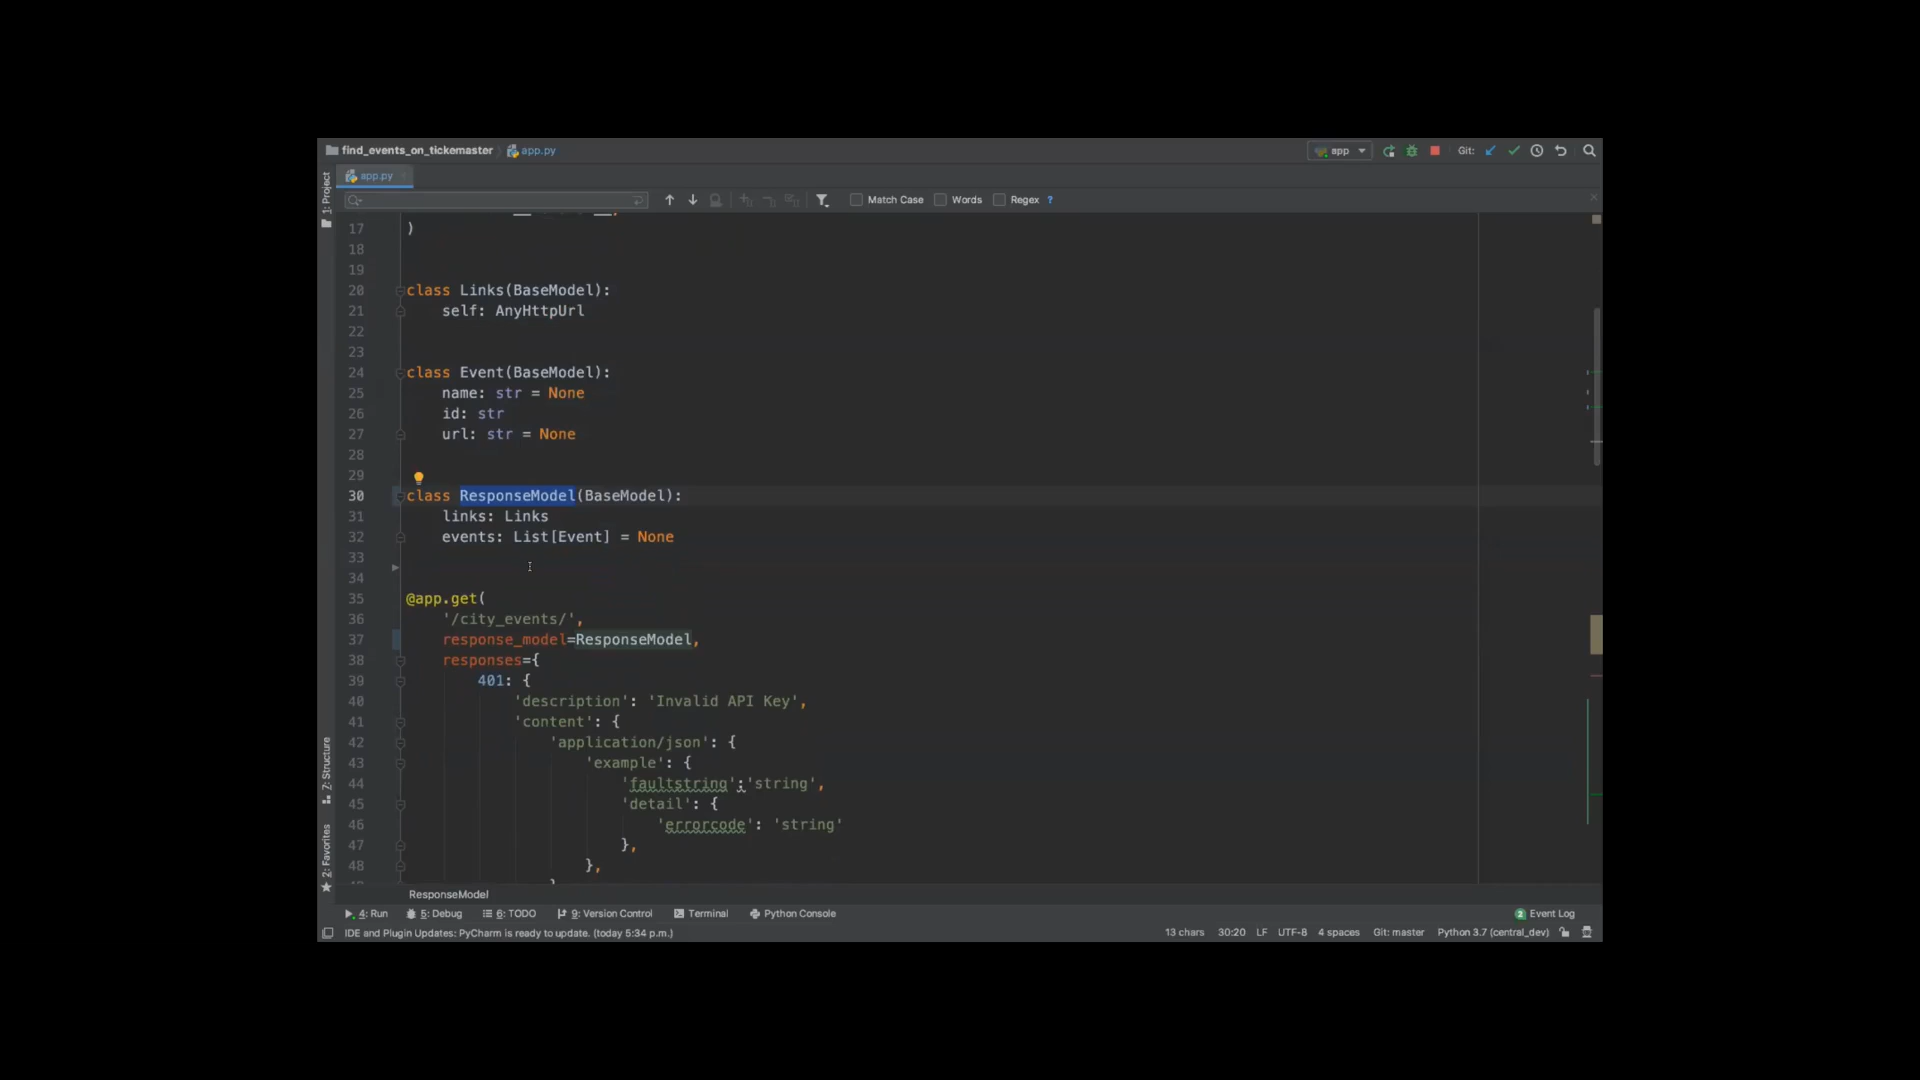 find_events_on_tickemaster app.py
app Git:
app.py
Match Case Words Regex ?
1: Project
17 )
18
19
20 class Links(BaseModel):
21 self: AnyHttpUrl
22
23
24 class Event(BaseModel):
25 name: str = None
26 id: str
27 url: str = None
28
29
30 class ResponseModel(BaseModel):
31 links: Links
32 events: List[Event] = None
33
34
35 @app.get(
36 '/city_events/',
37 response_model=ResponseModel,
38 responses={
39 401: {
40 'description': 'Invalid API Key',
41 'content': {
42 'application/json': {
43 'example': {
44 'faultstring':'string',
45 'detail': {
46 'errorcode': 'string'
47 },
48 },
7: Structure
2: Favorites
ResponseModel
4: Run 5: Debug 6: TODO 9: Version Control Terminal Python Console 2 Event Log
IDE and Plugin Updates: PyCharm is ready to update. (today 5:34 p.m.) 13 chars 30:20 LF UTF-8 4 spaces Git: master Python 3.7 (central_dev)